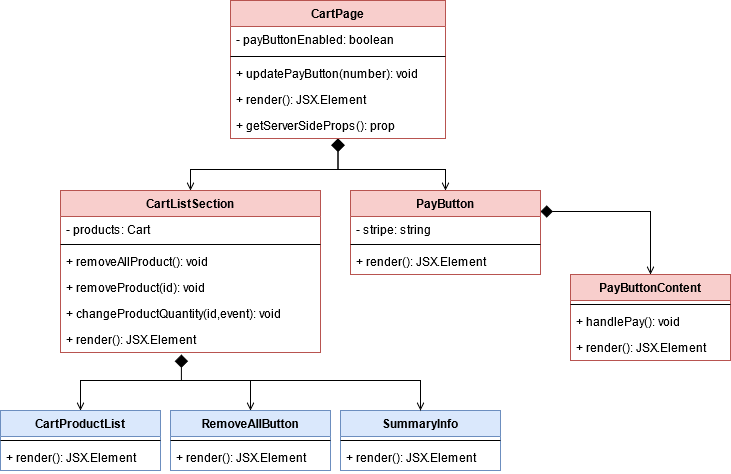 CartPage
- payButtonEnabled: boolean
+ updatePayButton(number): void
+ render(): JSX.Element
+ getServerSideProps(): prop
CartListSection
- products: Cart
+ removeAllProduct(): void
+ removeProduct(id): void
+ changeProductQuantity(id,event): void
+ render(): JSX.Element
PayButton
- stripe: string
+ render(): JSX.Element
PayButtonContent
+ handlePay(): void
+ render(): JSX.Element
CartProductList
+ render(): JSX.Element
RemoveAllButton
+ render(): JSX.Element
SummaryInfo
+ render(): JSX.Element